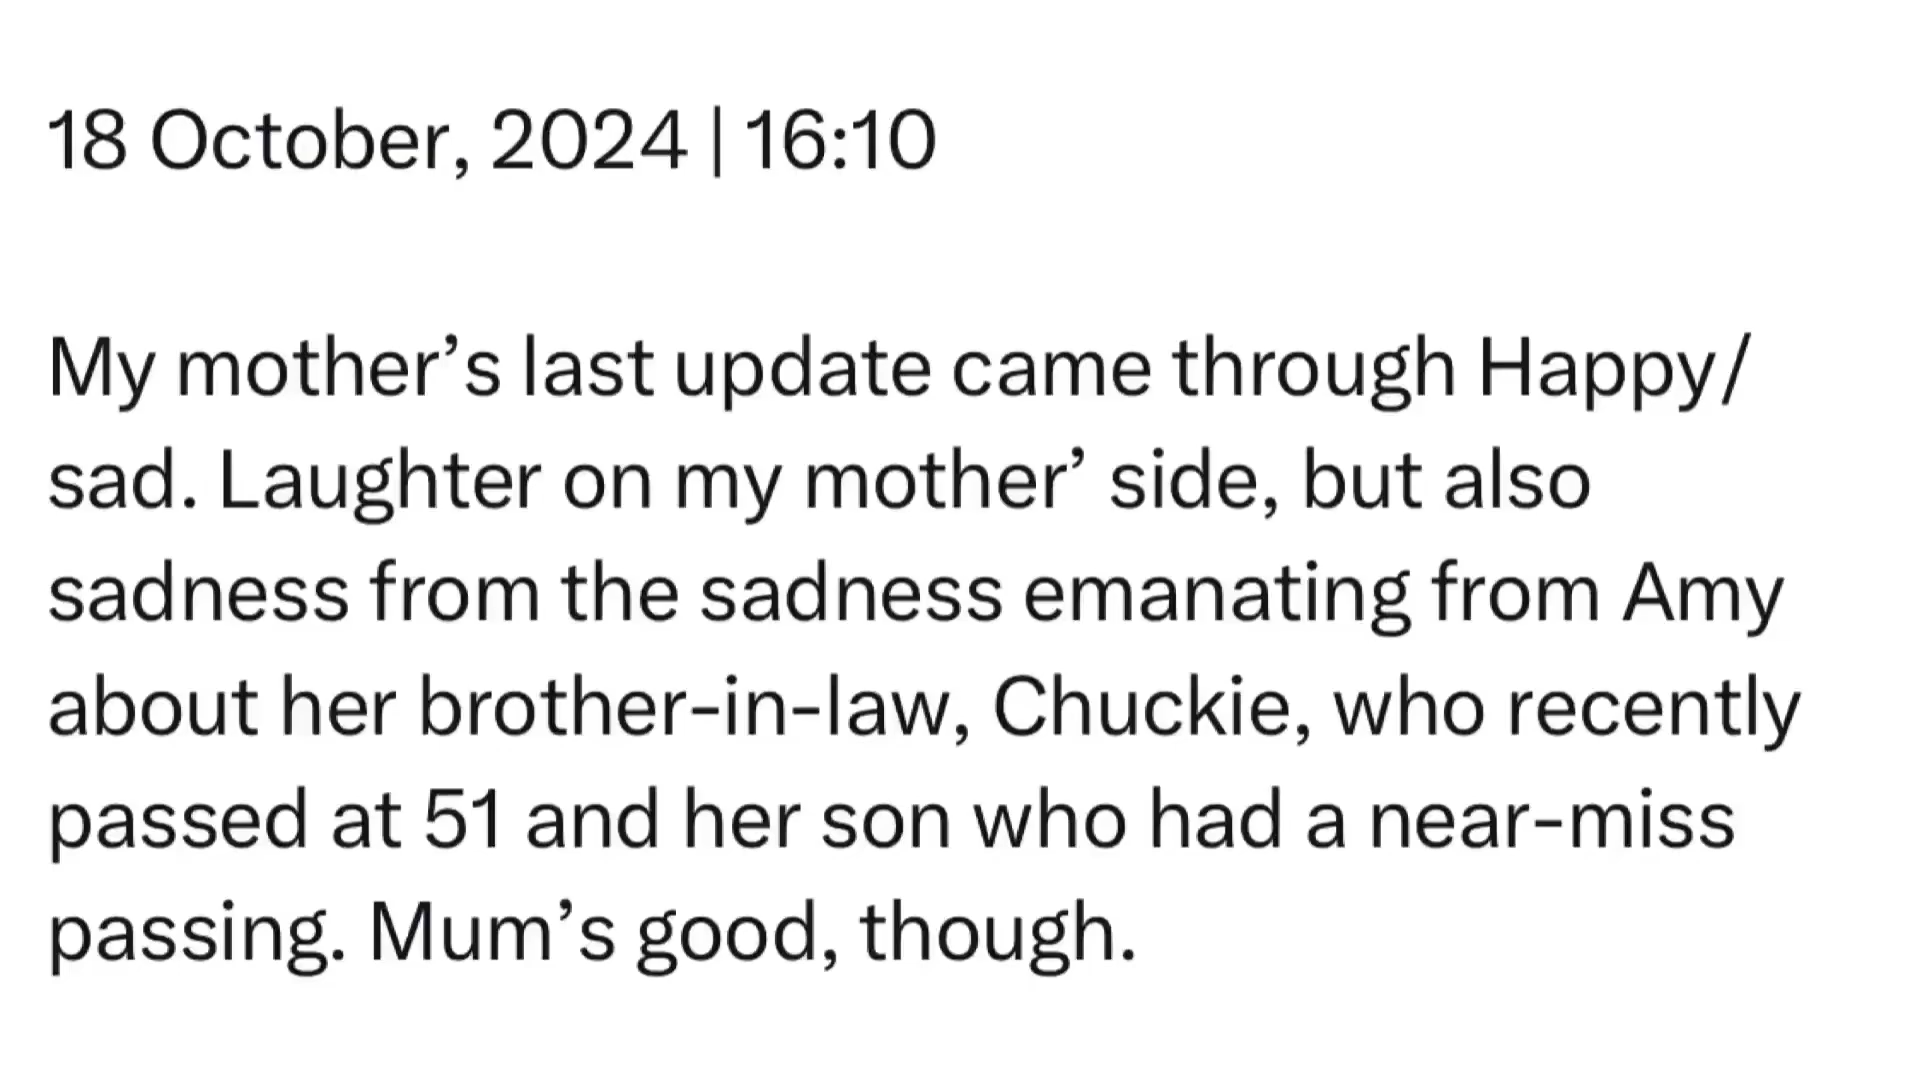 18 October, 2024 | 16:10
My mother’s last update came through Happy/
sad. Laughter on my mother’ side, but also
sadness from the sadness emanating from Amy
about her brother-in-law, Chuckie, who recently
passed at 51 and her son who had a near-miss
passing. Mum’s good, though.